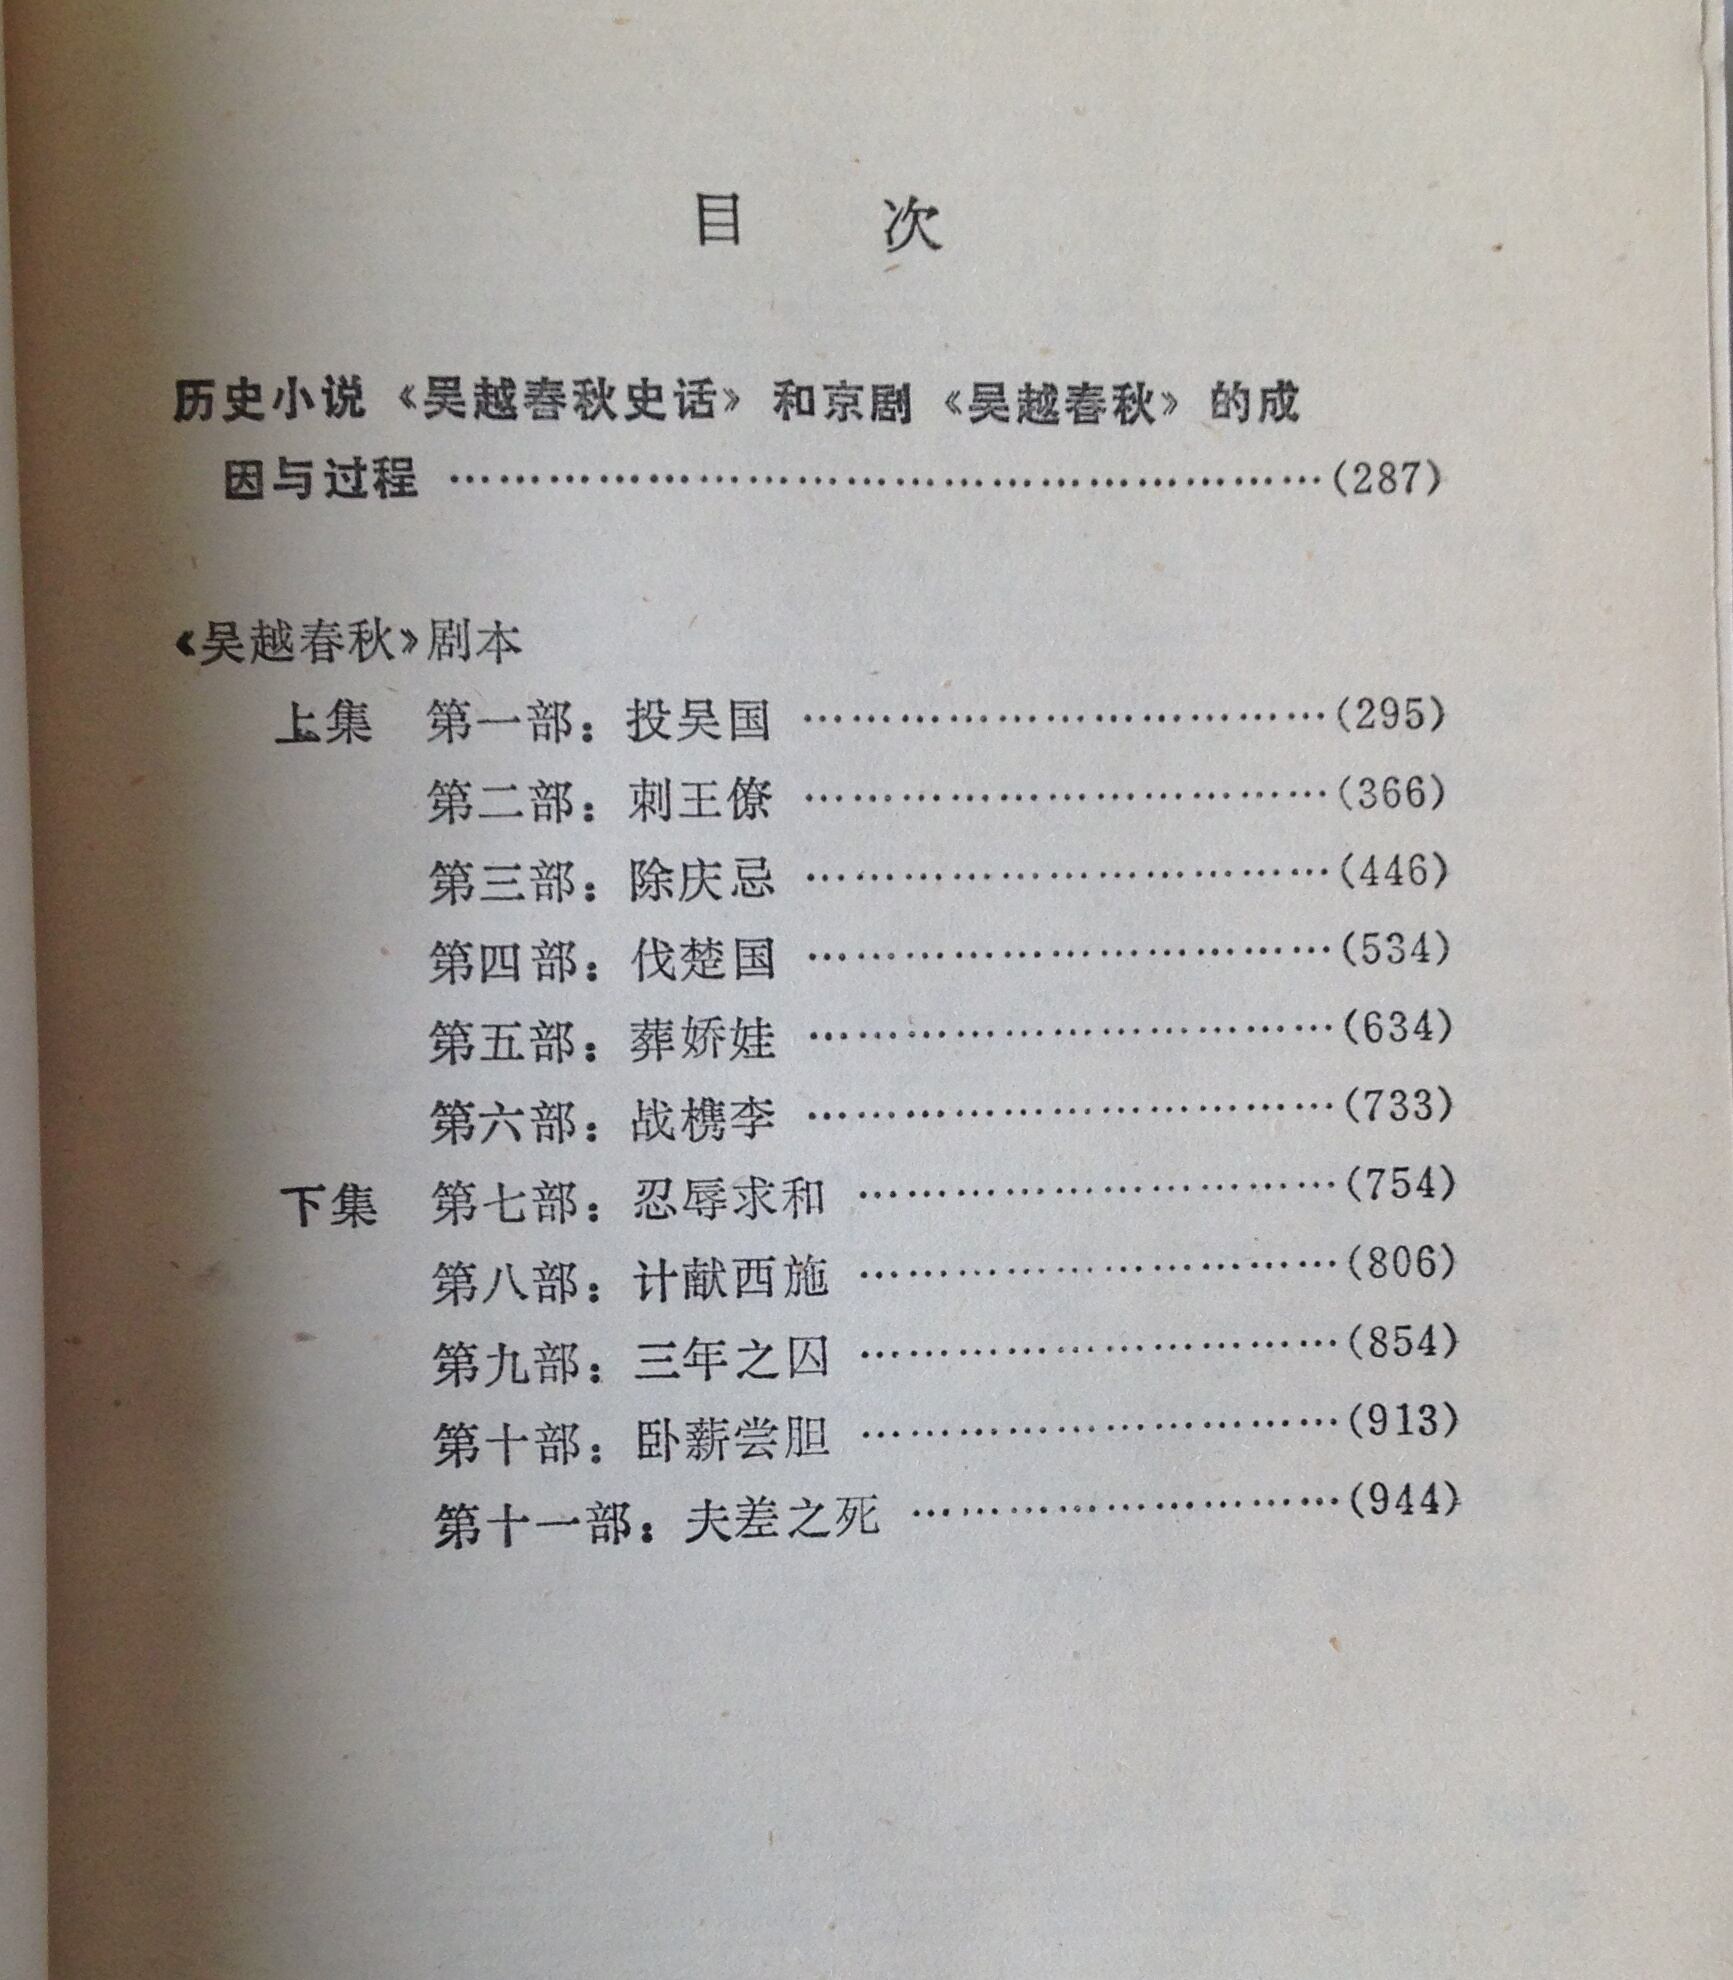 目 次
历史小说《吴越春秋史话》和京剧《吴越春秋》的成
因与过程 ……………………………………………(287)
《吴越春秋》剧本
上集 第一部：投吴国 ……………………………(295)
第二部：刺王僚 ……………………………(366)
第三部：除庆忌 ……………………………(446)
第四部：伐楚国 ……………………………(534)
第五部：葬娇娃 ……………………………(634)
第六部：战檇李 ……………………………(733)
下集 第七部：忍辱求和 …………………………(754)
第八部：计献西施 …………………………(806)
第九部：三年之囚 …………………………(854)
第十部：卧薪尝胆 …………………………(913)
第十一部：夫差之死 ………………………(944)